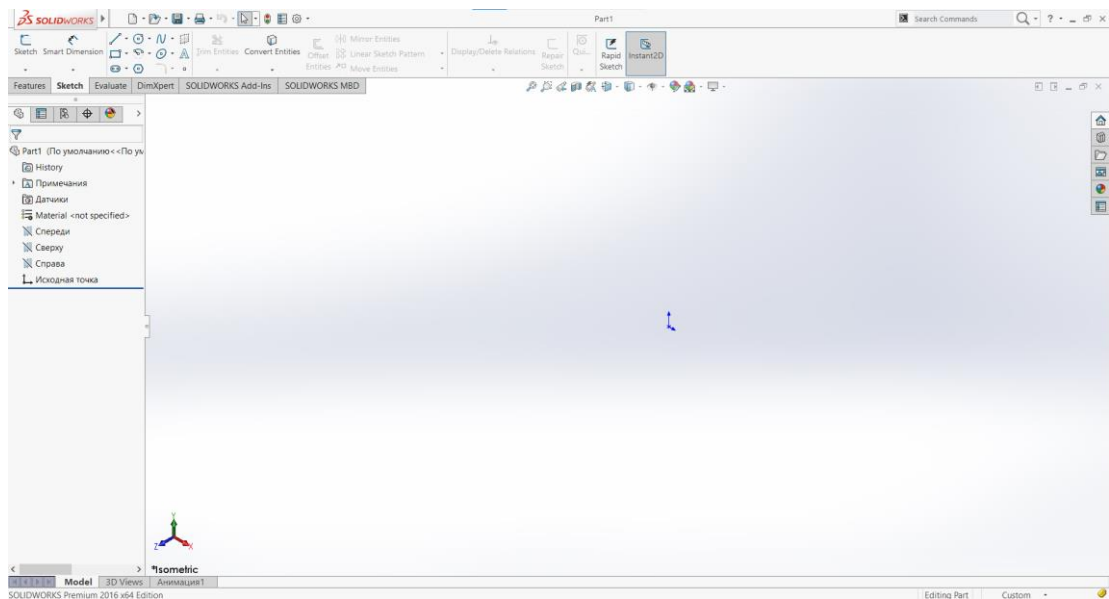 SOLIDWORKS
Part1
Search Commands
Sketch
Smart Dimension
Trim Entities
Convert Entities
Offset Entities
Mirror Entities
Linear Sketch Pattern
Move Entities
Display/Delete Relations
Repair Sketch
Qui...
Rapid Sketch
Instant2D
Features
Sketch
Evaluate
DimXpert
SOLIDWORKS Add-Ins
SOLIDWORKS MBD
Part1 (По умолчанию<<По ум
History
Примечания
Датчики
Material <not specified>
Спереди
Сверху
Справа
Исходная точка
Y
Z
X
*Isometric
Model
3D Views
Анимация1
SOLIDWORKS Premium 2016 x64 Edition
Editing Part
Custom